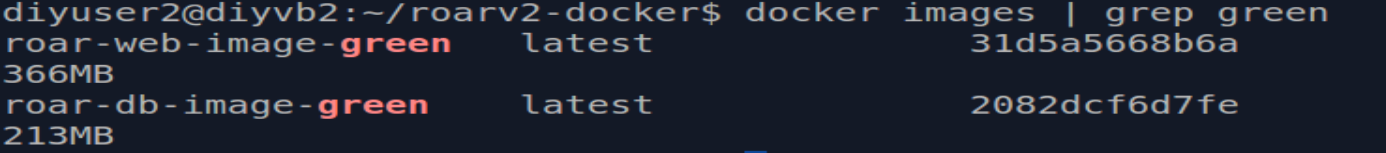 diyuser2@diyvb2:~/roarv2-docker$ docker images | grep green
roar-web-image-green   latest              31d5a5668b6a
366MB
roar-db-image-green    latest              2082dcf6d7fe
213MB